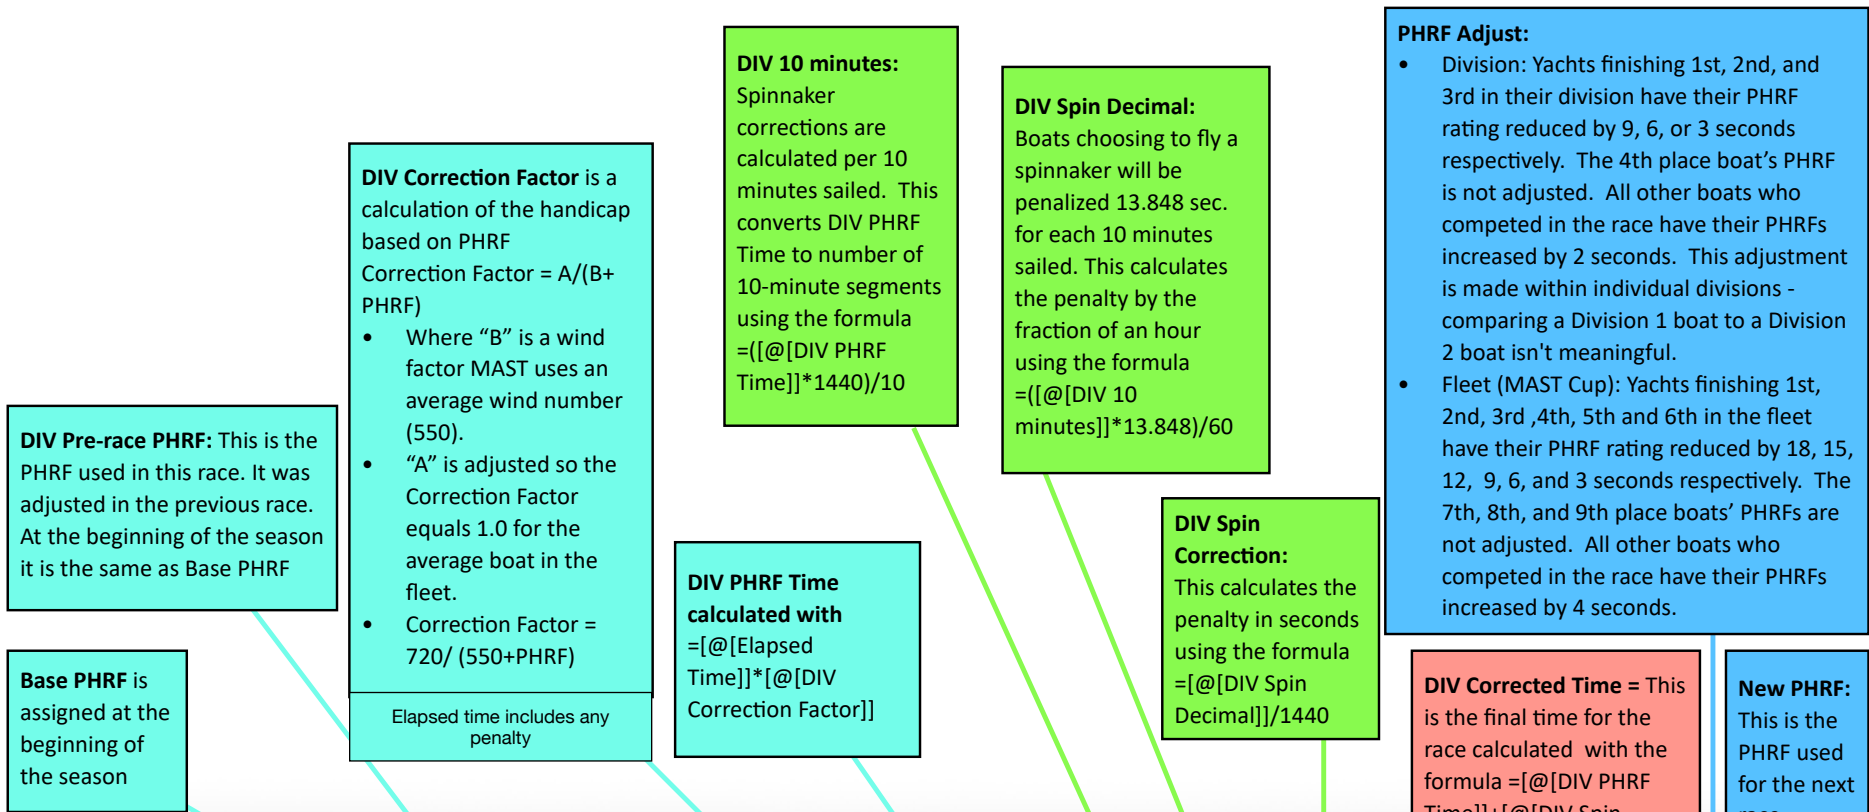 DIV Pre-race PHRF: This is the
PHRF used in this race. It was
adjusted in the previous race.
At the beginning of the season
it is the same as Base PHRF
Base PHRF is
assigned at the
beginning of
the season
DIV Correction Factor is a
calculation of the handicap
based on PHRF
Correction Factor = A/(B+
PHRF)
• Where “B” is a wind
factor MAST uses an
average wind number
(550).
• “A” is adjusted so the
Correction Factor
equals 1.0 for the
average boat in the
fleet.
• Correction Factor =
720/ (550+PHRF)
Elapsed time includes any
penalty
DIV PHRF Time
calculated with
=[@[Elapsed
Time]]*[@[DIV
Correction Factor]]
DIV 10 minutes:
Spinnaker
corrections are
calculated per 10
minutes sailed. This
converts DIV PHRF
Time to number of
10-minute segments
using the formula
=([@[DIV PHRF
Time]]*1440)/10
DIV Spin Decimal:
Boats choosing to fly a
spinnaker will be
penalized 13.848 sec.
for each 10 minutes
sailed. This calculates
the penalty by the
fraction of an hour
using the formula
=([@[DIV 10
minutes]]*13.848)/60
DIV Spin
Correction:
This calculates the
penalty in seconds
using the formula
=[@[DIV Spin
Decimal]]/1440
PHRF Adjust:
• Division: Yachts finishing 1st, 2nd, and
3rd in their division have their PHRF
rating reduced by 9, 6, or 3 seconds
respectively. The 4th place boat’s PHRF
is not adjusted. All other boats who
competed in the race have their PHRFs
increased by 2 seconds. This adjustment
is made within individual divisions -
comparing a Division 1 boat to a Division
2 boat isn't meaningful.
• Fleet (MAST Cup): Yachts finishing 1st,
2nd, 3rd ,4th, 5th and 6th in the fleet
have their PHRF rating reduced by 18, 15,
12, 9, 6, and 3 seconds respectively. The
7th, 8th, and 9th place boats’ PHRFs are
not adjusted. All other boats who
competed in the race have their PHRFs
increased by 4 seconds.
DIV Corrected Time = This
is the final time for the
race calculated with the
formula =[@[DIV PHRF
Time]]+[@[DIV Spin
New PHRF:
This is the
PHRF used
for the next